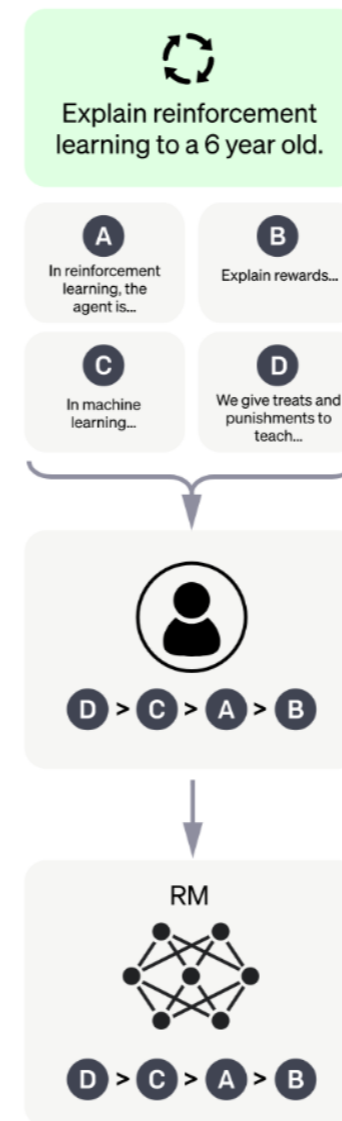 Explain reinforcement
learning to a 6 year old.
A
In reinforcement
learning, the
agent is...
B
Explain rewards...
C
In machine
learning...
D
We give treats and
punishments to
teach...
D > C > A > B
RM
D > C > A > B